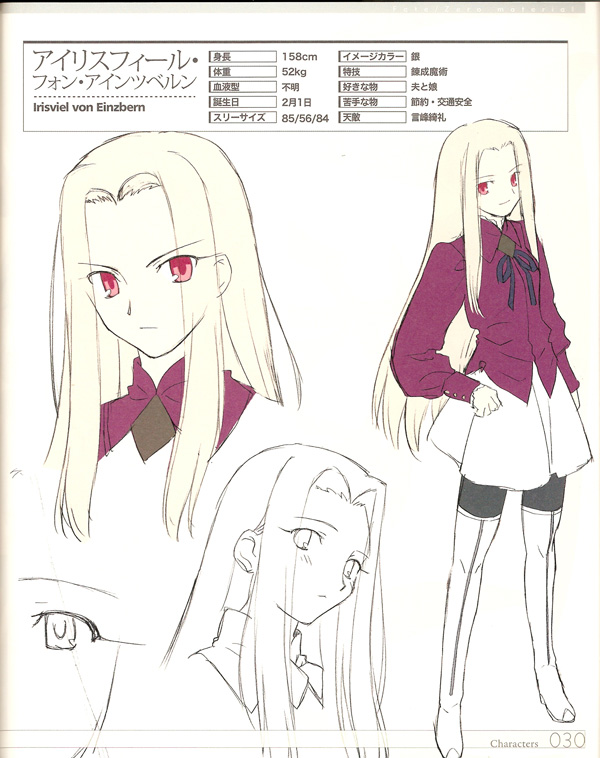 Fate/Zero material
アイリスフィール・
フォン・アインツベルン
Irisviel von Einzbern
身長 158cm
体重 52kg
血液型 不明
誕生日 2月1日
スリーサイズ 85/56/84
イメージカラー 銀
特技 錬成魔術
好きな物 夫と娘
苦手な物 節約・交通安全
天敵 言峰綺礼
Characters 030